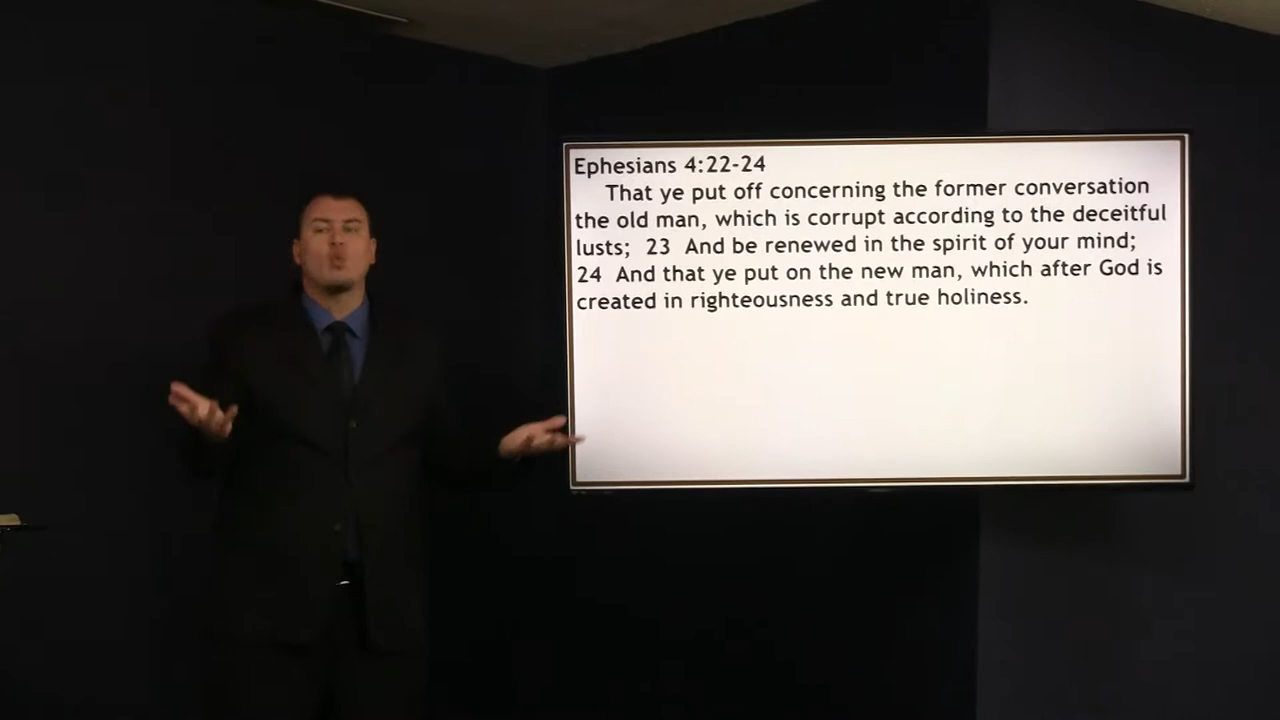 Ephesians 4:22-24
That ye put off concerning the former conversation
the old man, which is corrupt according to the deceitful
lusts; 23 And be renewed in the spirit of your mind;
24 And that ye put on the new man, which after God is
created in righteousness and true holiness.